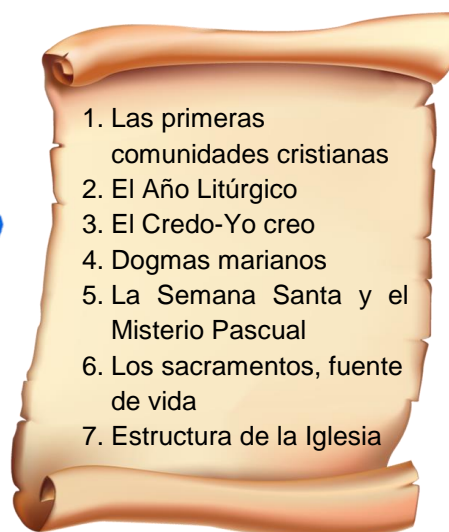 1. Las primeras
comunidades cristianas
2. El Año Litúrgico
3. El Credo-Yo creo
4. Dogmas marianos
5. La Semana Santa y el
Misterio Pascual
6. Los sacramentos, fuente
de vida
7. Estructura de la Iglesia